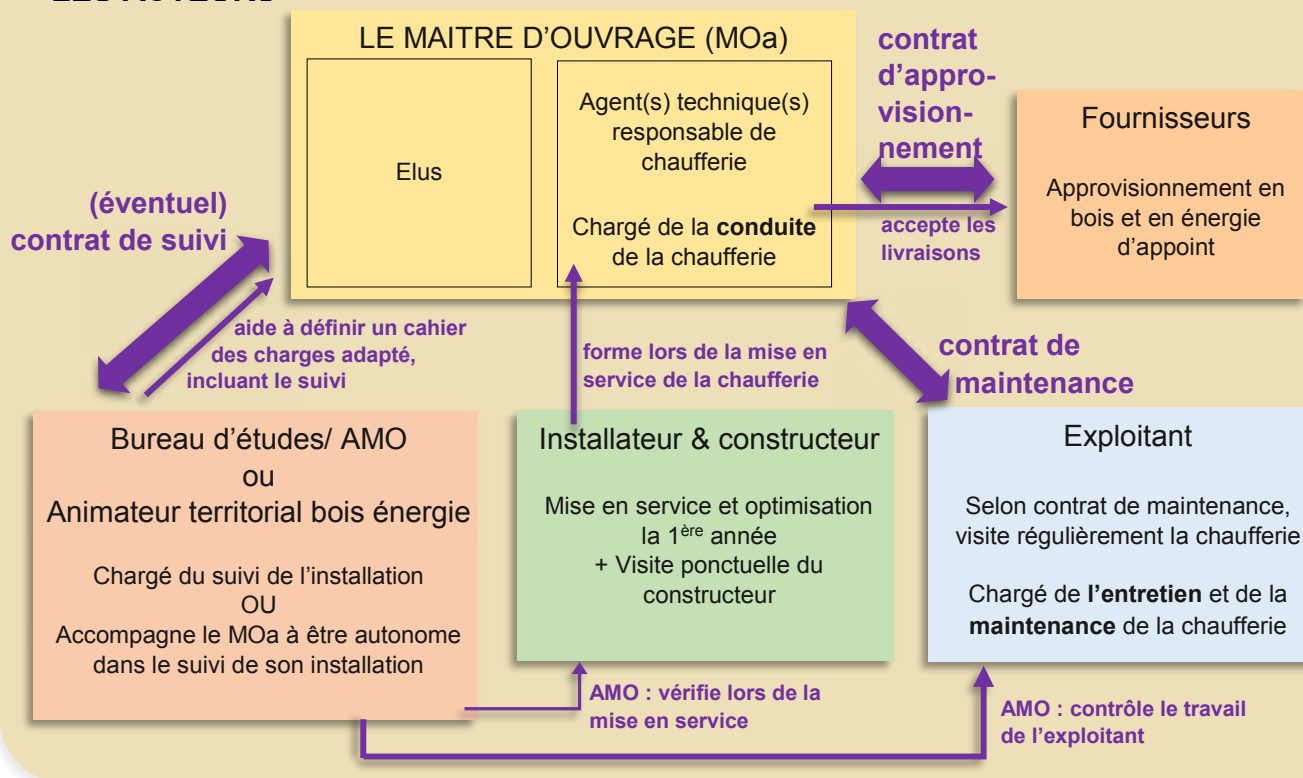 LES ACTEURS
LE MAITRE D'OUVRAGE (MOa)
Elus
Agent(s) technique(s)
responsable de
chaufferie
Chargé de la conduite
de la chaufferie
contrat
d'appro-
vision-
nement
accepte les
livraisons
Fournisseurs
Approvisionnement en
bois et en énergie
d'appoint
(éventuel)
contrat de suivi
aide à définir un cahier
des charges adapté,
incluant le suivi
forme lors de la mise en
service de la chaufferie
contrat de
maintenance
Bureau d'études/ AMO
ou
Animateur territorial bois énergie
Chargé du suivi de l'installation
OU
Accompagne le MOa à être autonome
dans le suivi de son installation
Installateur & constructeur
Mise en service et optimisation
la 1ère année
+ Visite ponctuelle du
constructeur
Exploitant
Selon contrat de maintenance,
visite régulièrement la chaufferie
Chargé de l'entretien et de la
maintenance de la chaufferie
AMO : vérifie lors de la
mise en service
AMO : contrôle le travail
de l'exploitant